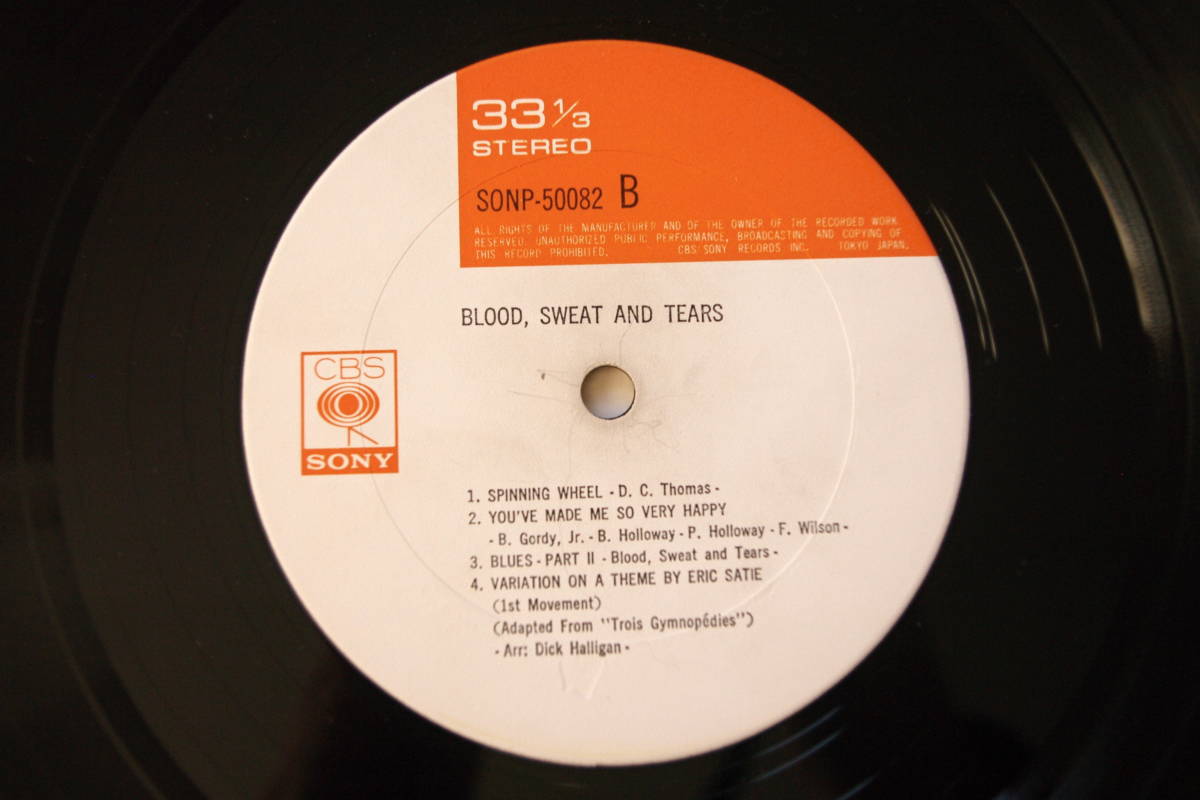 33 1/3
STEREO
SONP-50082 B
ALL RIGHTS OF THE MANUFACTURER AND OF THE OWNER OF THE RECORDED WORK
RESERVED. UNAUTHORIZED PUBLIC PERFORMANCE, BROADCASTING AND COPYING OF
THIS RECORD PROHIBITED. CBS/SONY RECORDS INC. TOKYO JAPAN.
BLOOD, SWEAT AND TEARS
CBS
SONY
1. SPINNING WHEEL - D. C. Thomas -
2. YOU'VE MADE ME SO VERY HAPPY
- B. Gordy, Jr. - B. Holloway - P. Holloway - F. Wilson -
3. BLUES - PART II - Blood, Sweat and Tears -
4. VARIATION ON A THEME BY ERIC SATIE
(1st Movement)
(Adapted From "Trois Gymnopédies")
- Arr: Dick Halligan -